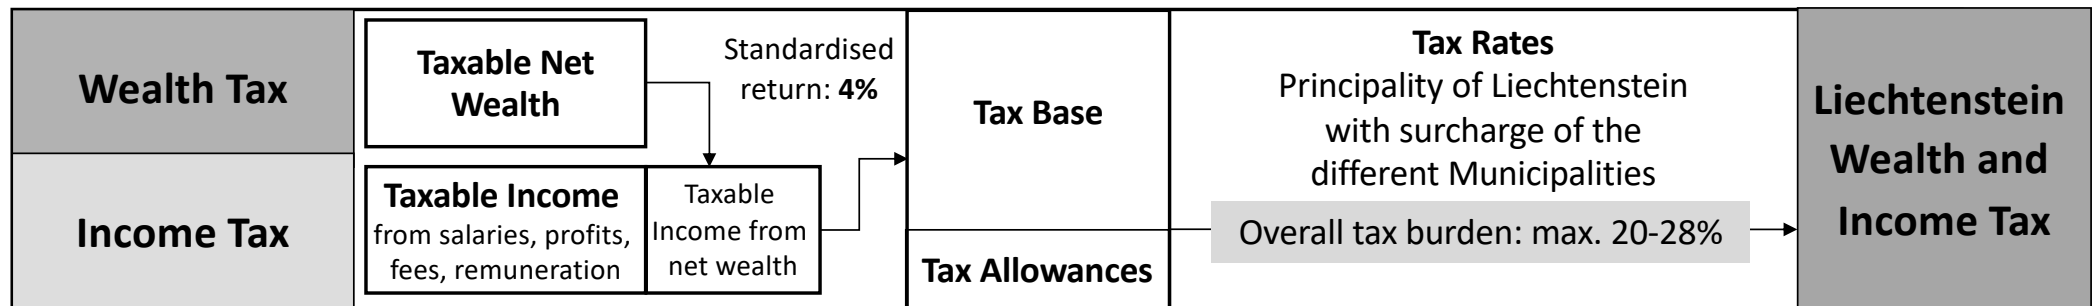 Wealth Tax
Income Tax
Taxable Net
Wealth
Standardised
return: 4%
Taxable Income
from salaries, profits,
fees, remuneration
Taxable
Income from
net wealth
Tax Base
Tax Allowances
Tax Rates
Principality of Liechtenstein
with surcharge of the
different Municipalities
Overall tax burden: max. 20-28%
Liechtenstein
Wealth and
Income Tax